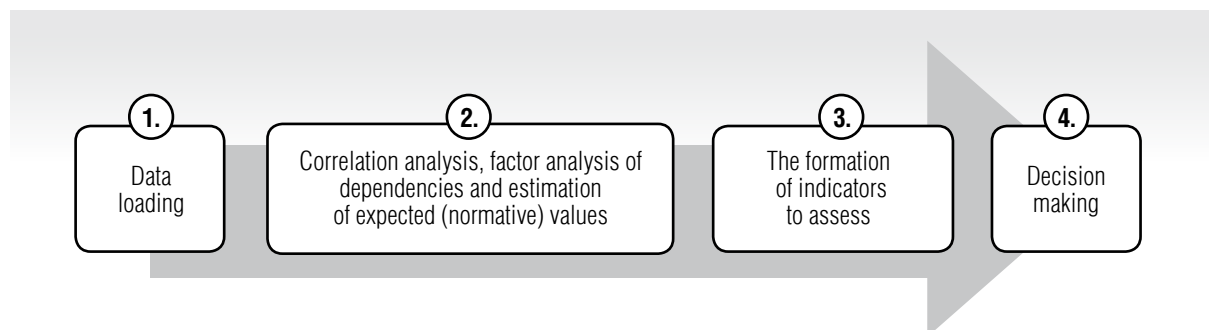 1.
Data
loading
2.
Correlation analysis, factor analysis of
dependencies and estimation
of expected (normative) values
3.
The formation
of indicators
to assess
4.
Decision
making